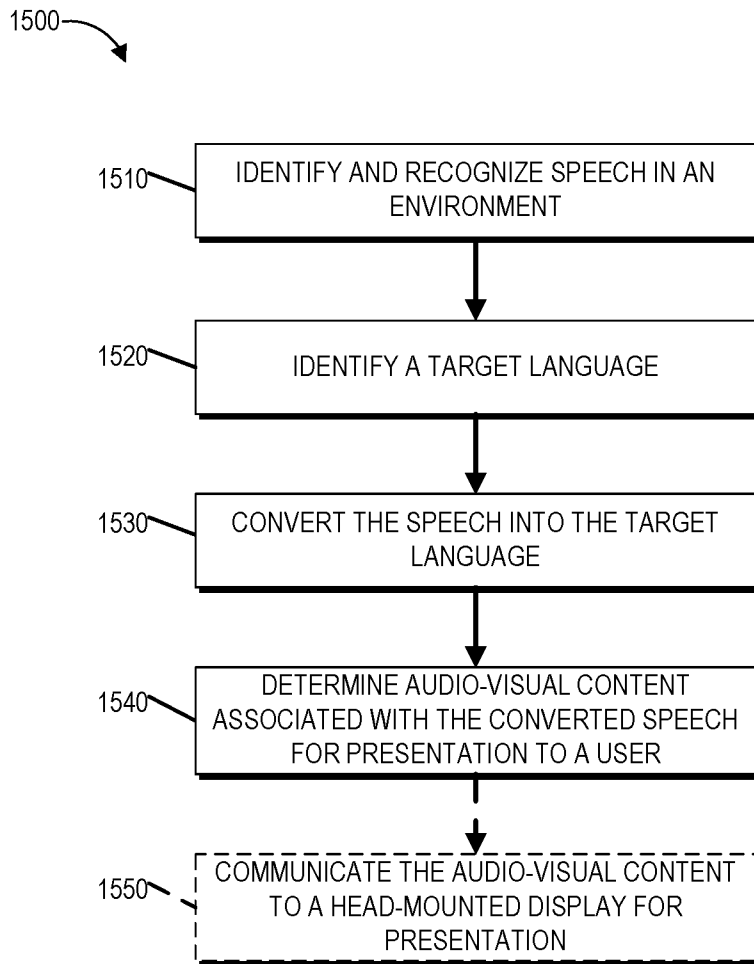 1500
1510
IDENTIFY AND RECOGNIZE SPEECH IN AN
ENVIRONMENT
1520
IDENTIFY A TARGET LANGUAGE
1530
CONVERT THE SPEECH INTO THE TARGET
LANGUAGE
1540
DETERMINE AUDIO-VISUAL CONTENT
ASSOCIATED WITH THE CONVERTED SPEECH
FOR PRESENTATION TO A USER
1550
COMMUNICATE THE AUDIO-VISUAL CONTENT
TO A HEAD-MOUNTED DISPLAY FOR
PRESENTATION